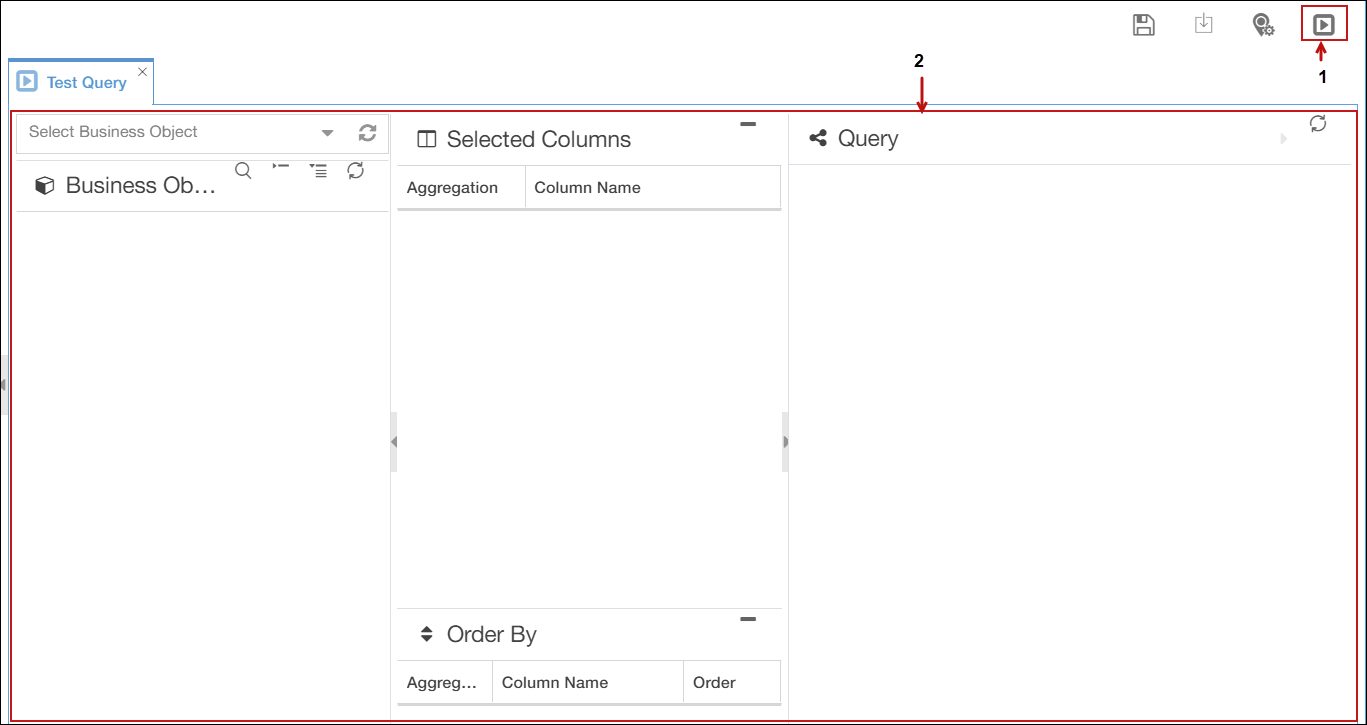 1
2
Test Query
Select Business Object
Business Ob...
Selected Columns
Aggregation Column Name
Query
Order By
Aggreg... Column Name Order